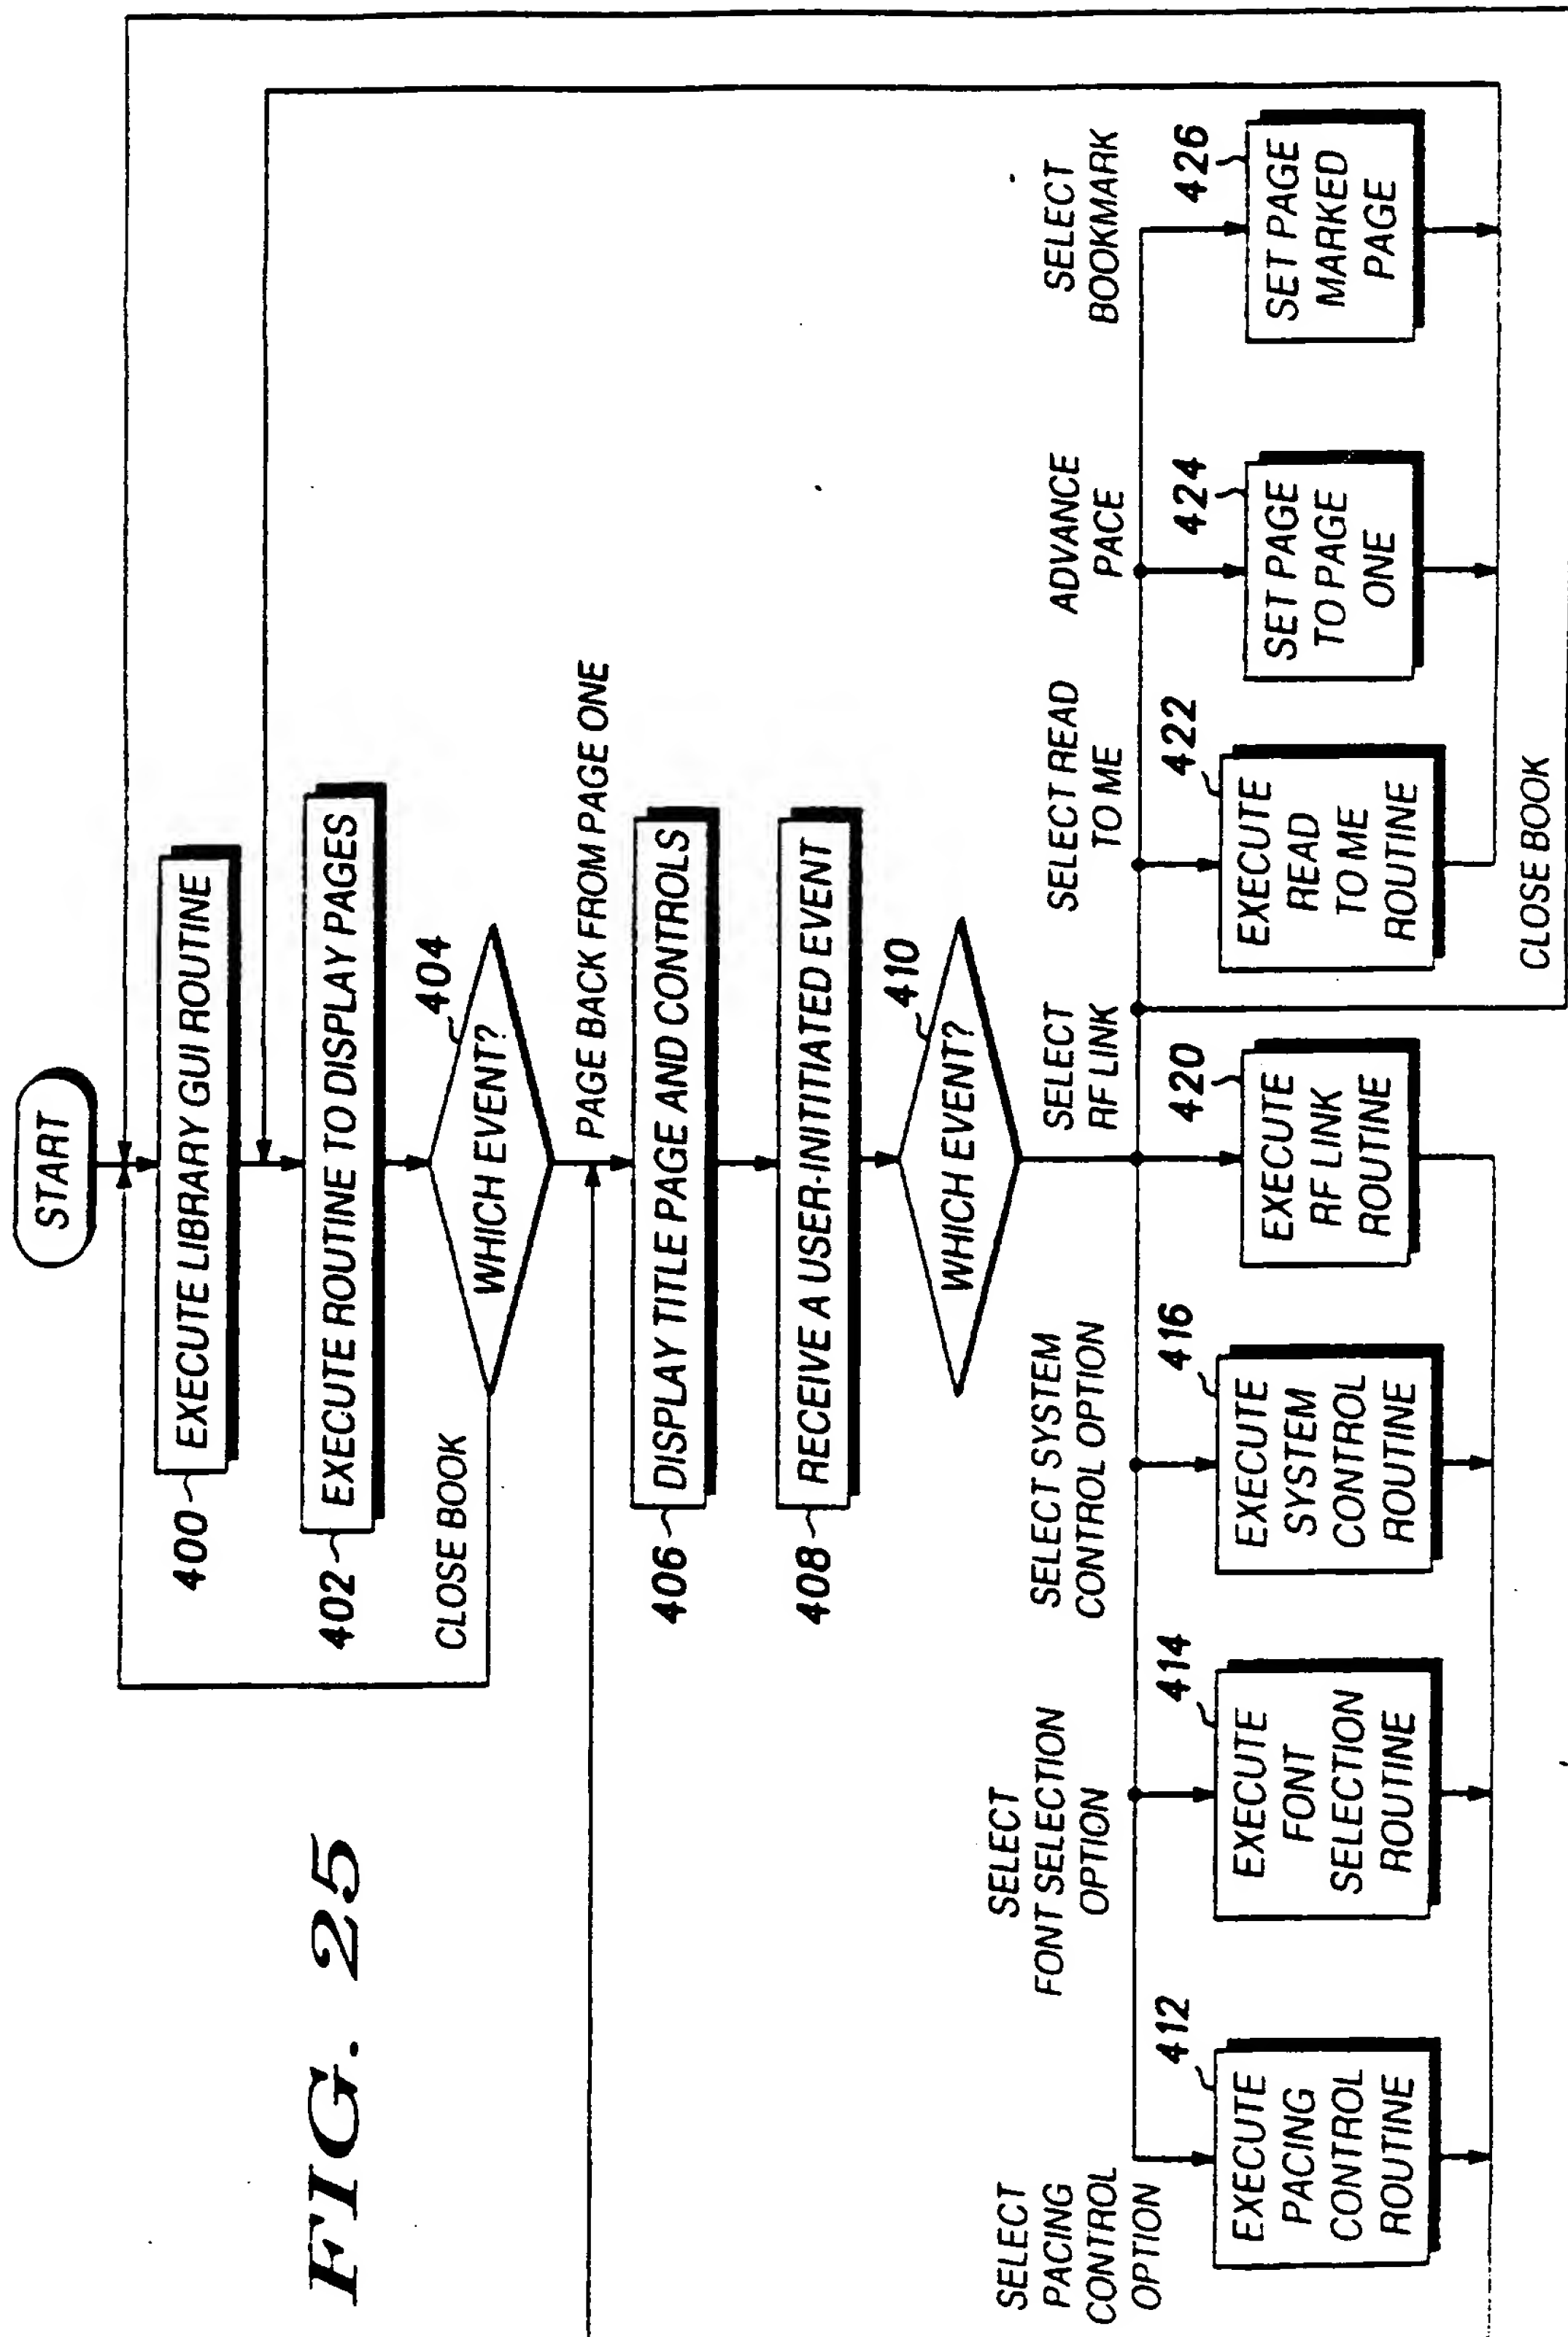 FIG. 25
START
400
EXECUTE LIBRARY GUI ROUTINE
402
EXECUTE ROUTINE TO DISPLAY PAGES
404
WHICH EVENT?
CLOSE BOOK
PAGE BACK FROM PAGE ONE
406
DISPLAY TITLE PAGE AND CONTROLS
408
RECEIVE A USER-INITITIATED EVENT
410
WHICH EVENT?
SELECT
PACING
CONTROL
OPTION
412
EXECUTE
PACING
CONTROL
ROUTINE
SELECT
FONT SELECTION
OPTION
414
EXECUTE
FONT
SELECTION
ROUTINE
SELECT SYSTEM
CONTROL OPTION
416
EXECUTE
SYSTEM
CONTROL
ROUTINE
SELECT
RF LINK
420
EXECUTE
RF LINK
ROUTINE
SELECT READ
TO ME
422
EXECUTE
READ
TO ME
ROUTINE
ADVANCE
PACE
424
SET PAGE
TO PAGE
ONE
SELECT
BOOKMARK
426
SET PAGE
MARKED
PAGE
CLOSE BOOK